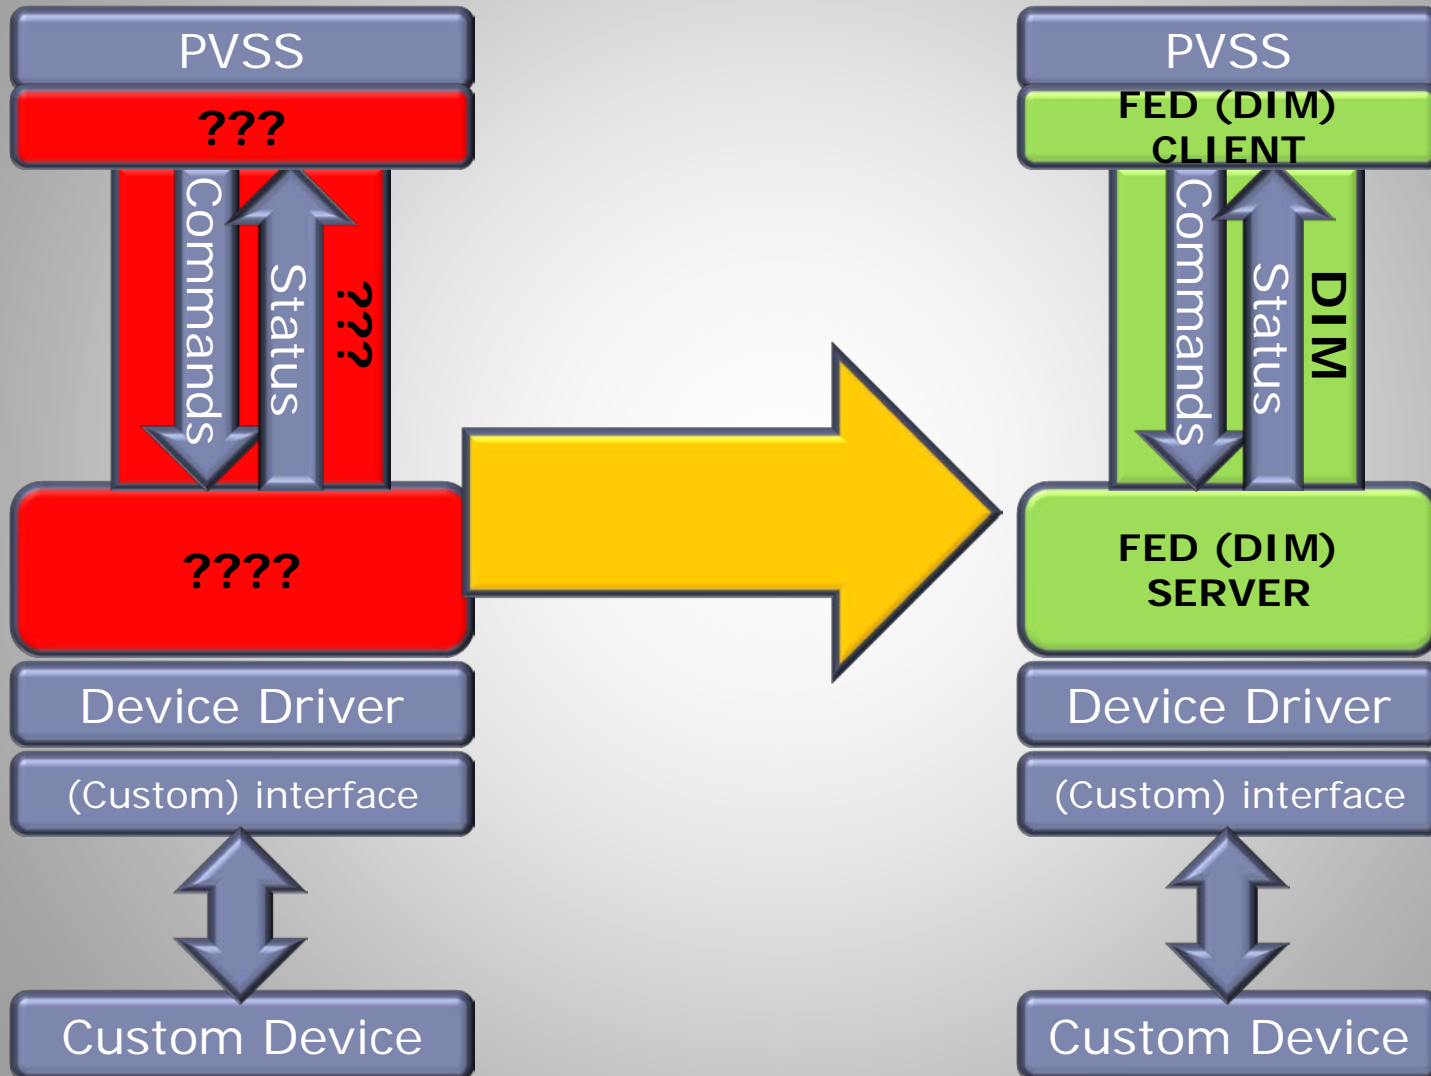 PVSS
???
Commands
Status
???
????
Device Driver
(Custom) interface
Custom Device
PVSS
FED (DIM)
CLIENT
Commands
Status
DIM
FED (DIM)
SERVER
Device Driver
(Custom) interface
Custom Device